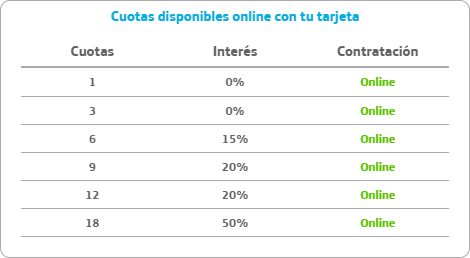 Cuotas disponibles online con tu tarjeta
Cuotas Interés Contratación
1 0% Online
3 0% Online
6 15% Online
9 20% Online
12 20% Online
18 50% Online